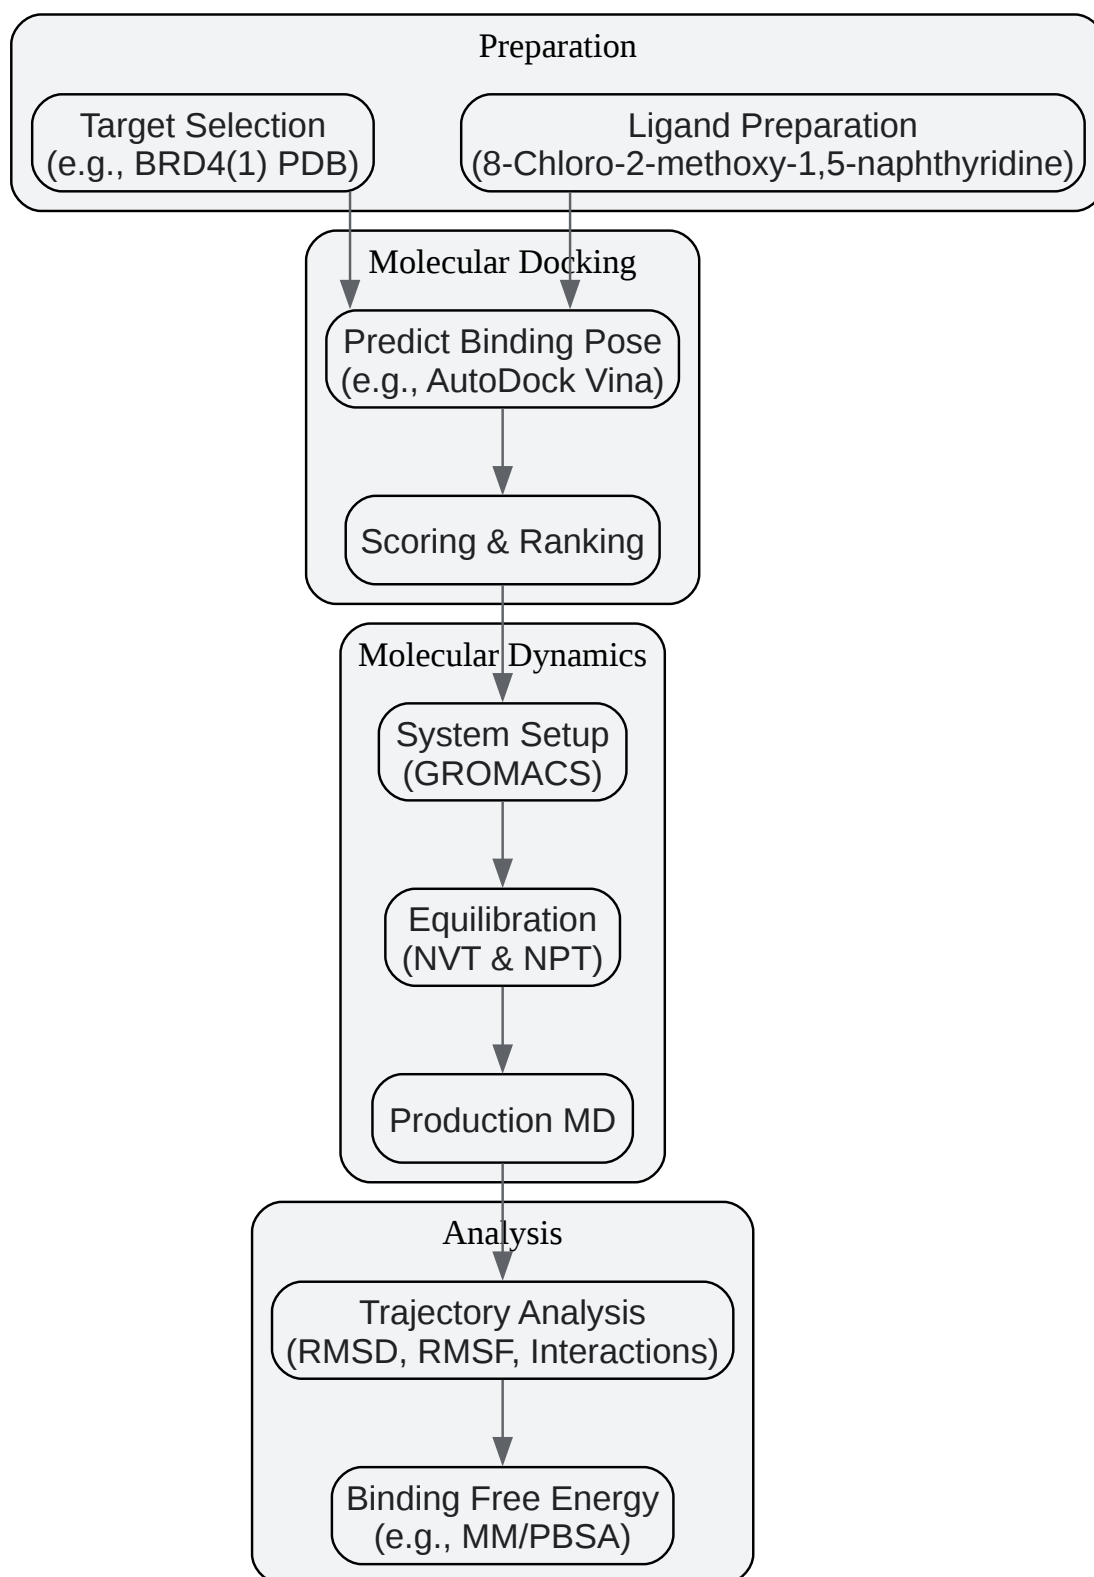 Preparation
Target Selection
(e.g., BRD4(1) PDB)
Ligand Preparation
(8-Chloro-2-methoxy-1,5-naphthyridine)
Molecular Docking
Predict Binding Pose
(e.g., AutoDock Vina)
Scoring & Ranking
Molecular Dynamics
System Setup
(GROMACS)
Equilibration
(NVT & NPT)
Production MD
Analysis
Trajectory Analysis
(RMSD, RMSF, Interactions)
Binding Free Energy
(e.g., MM/PBSA)